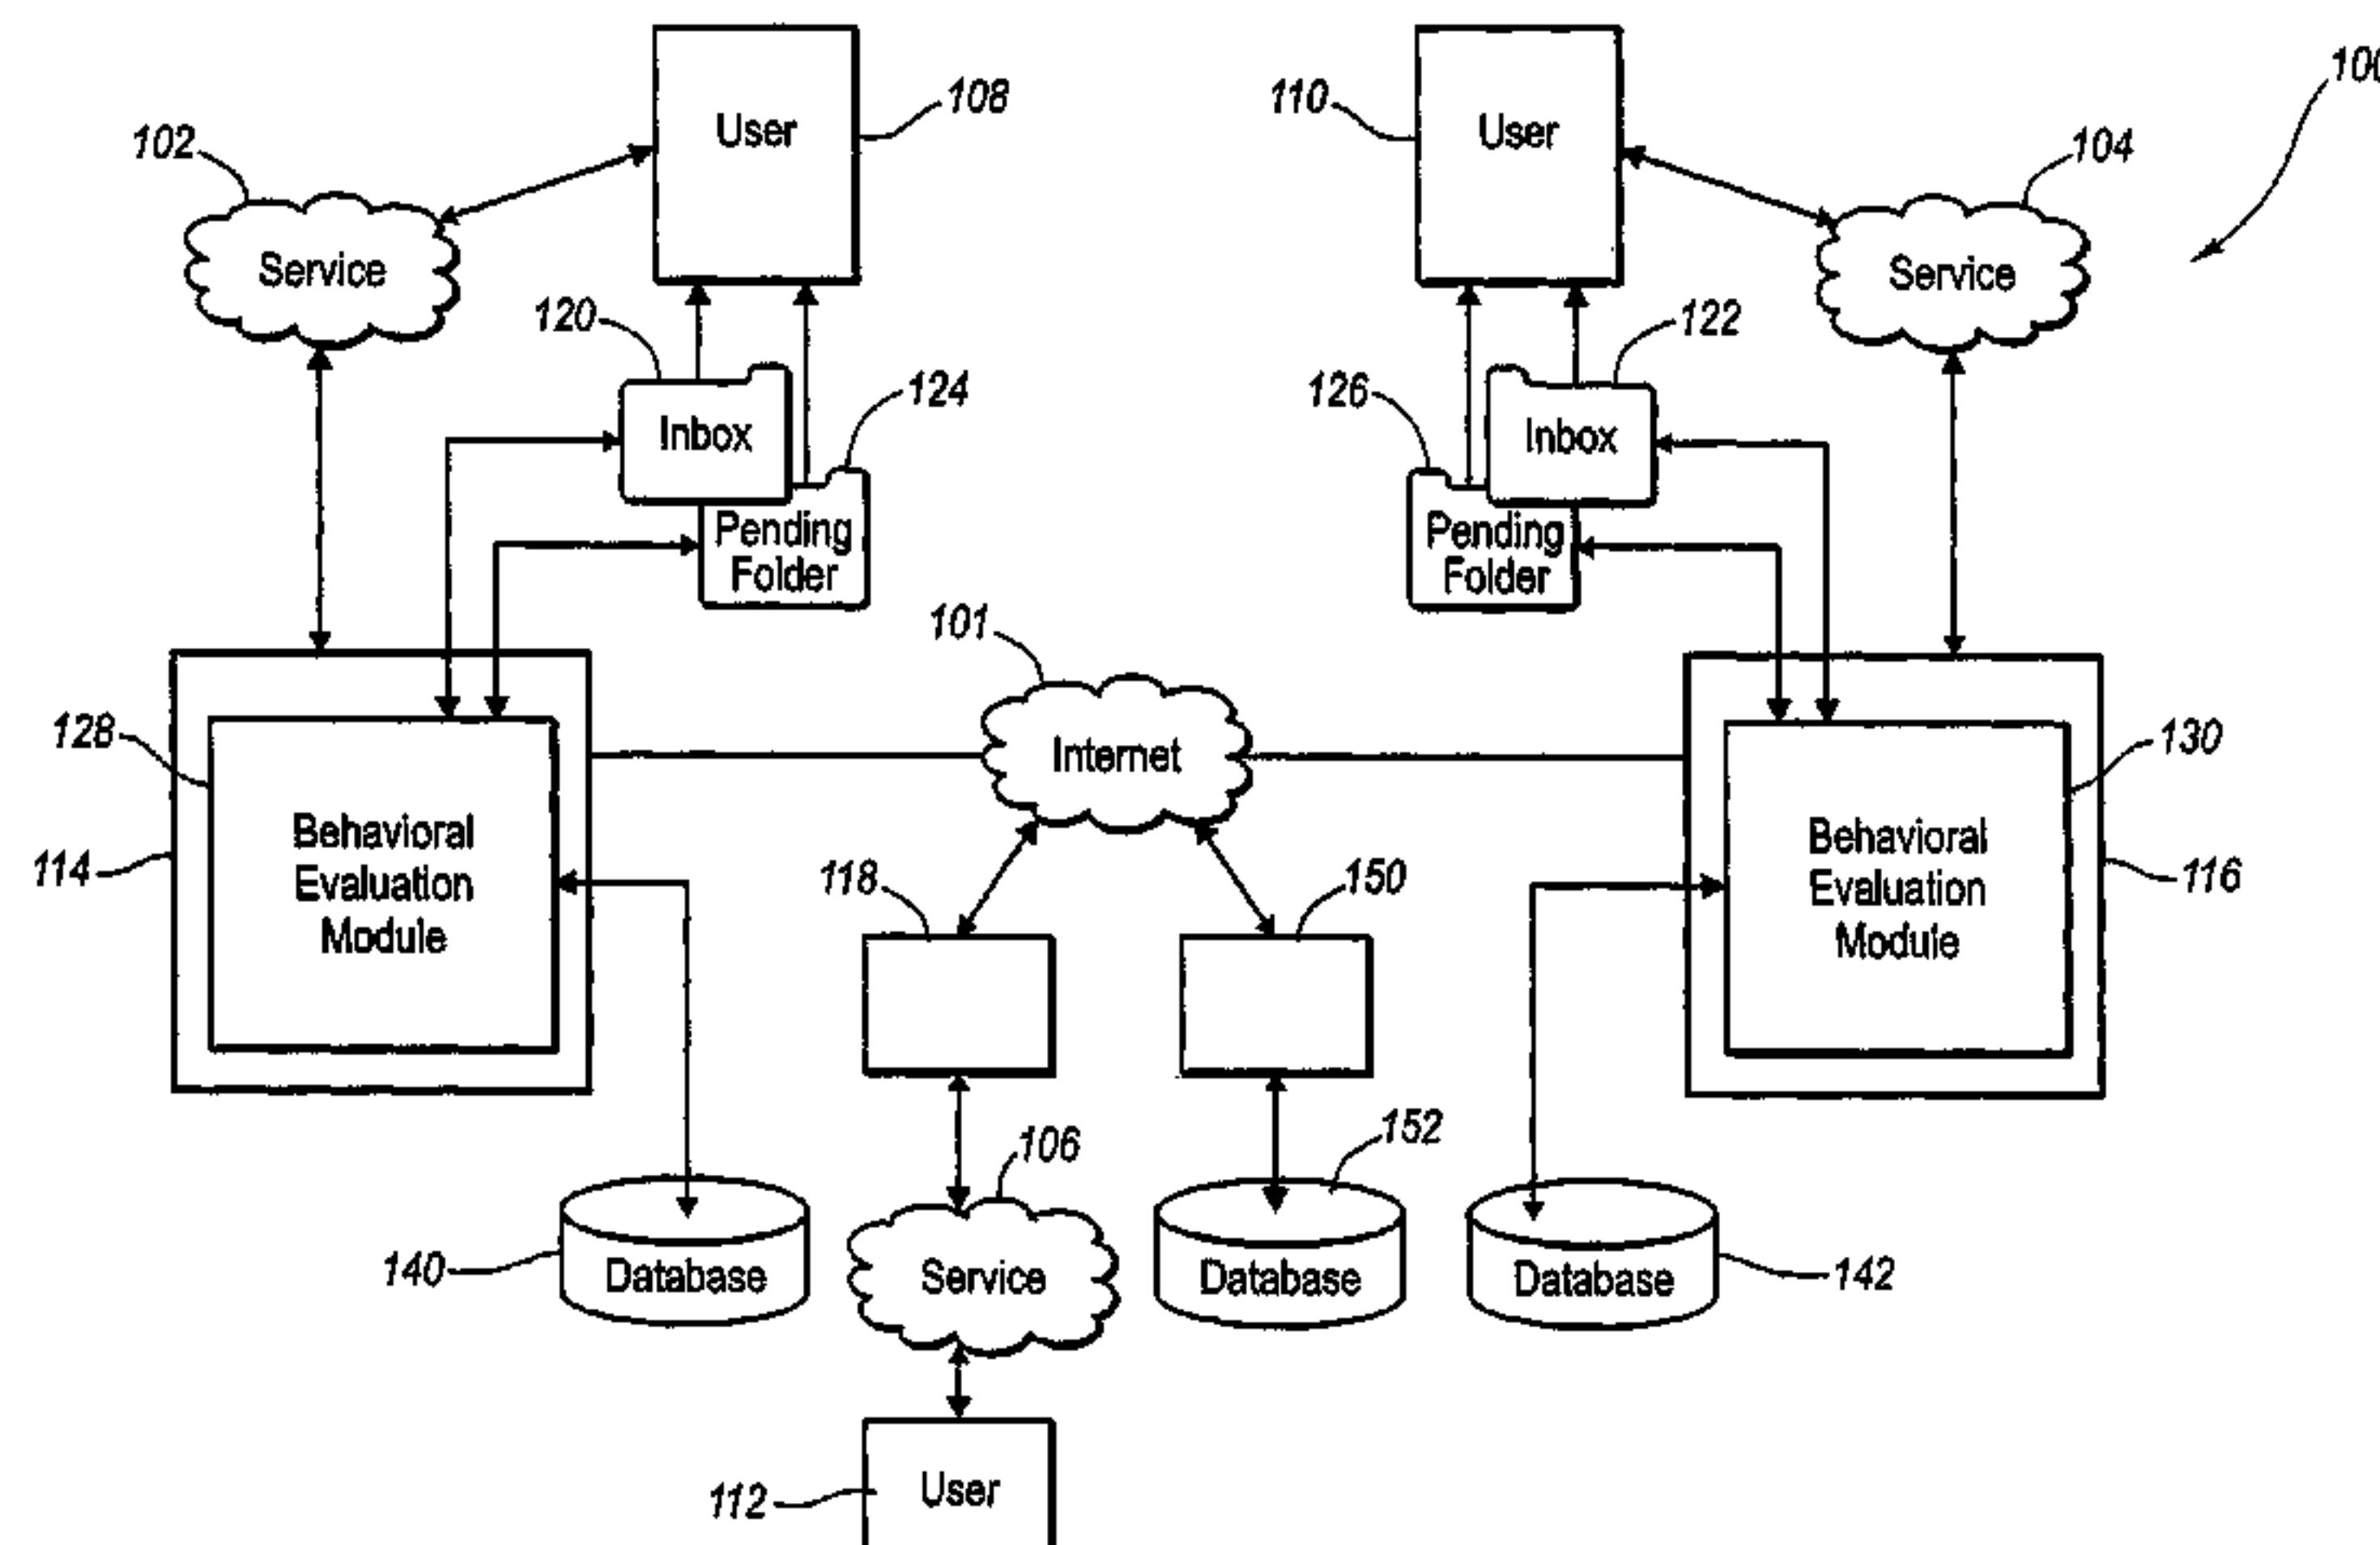 100
108
User
110
User
102
104
Service
Service
120
122
124
126
Inbox
Inbox
Pending
Folder
Pending
Folder
101
128
Internet
130
Behavioral
Evaluation
Module
Behavioral
Evaluation
Module
114
118
150
116
106
152
140
Database
Service
Database
Database
142
112
User